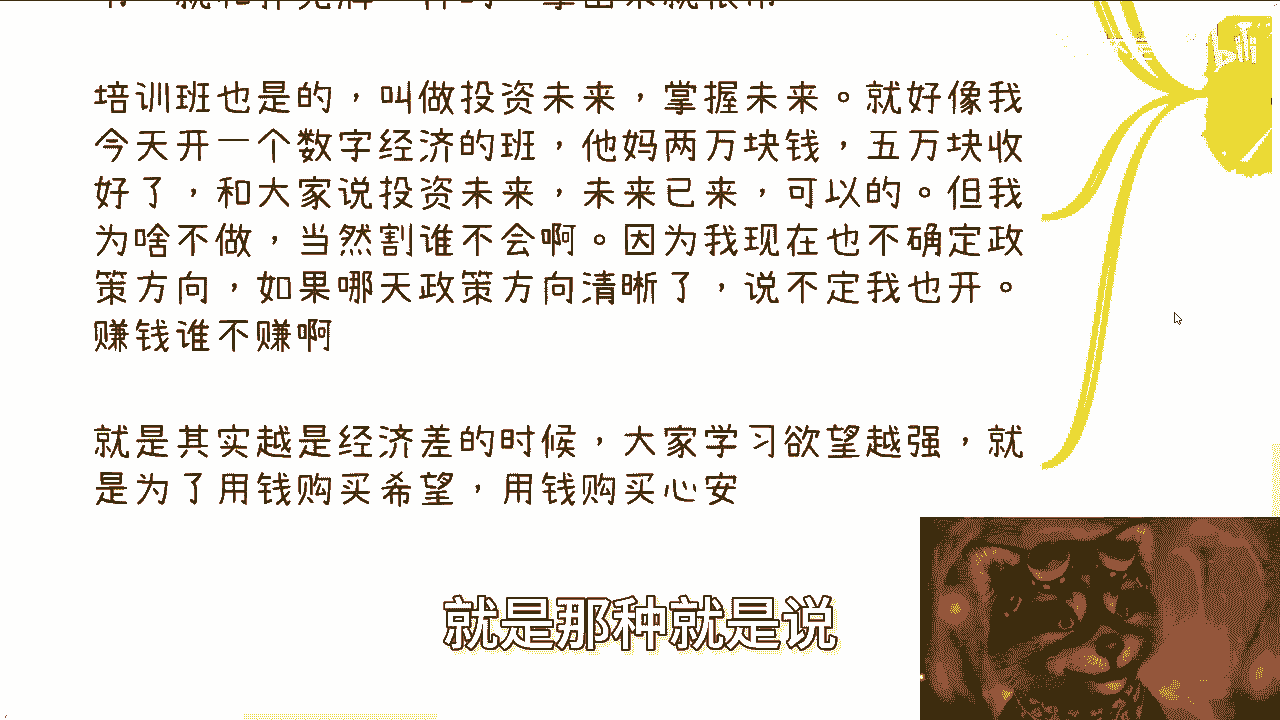 培训班也是的，叫做投资未来，掌握未来。就好像我
今天开一个数字经济的班，他妈两万块钱，五万块收
好了，和大家说投资未来，未来已来，可以的。但我
为啥不做，当然割谁不会啊。因为我现在也不确定政
策方向，如果哪天政策方向清晰了，说不定我也开。
赚钱谁不赚啊
就是其实越是经济差的时候，大家学习欲望越强，就
是为了用钱购买希望，用钱购买心安
就是那种就是说